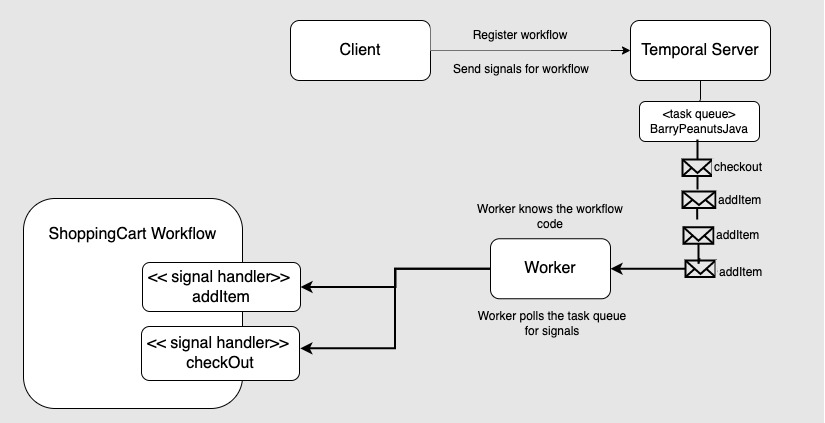 Client
Register workflow
Send signals for workflow
Temporal Server
<task queue>
BarryPeanutsJava
checkout
addItem
addItem
addItem
Worker knows the workflow
code
Worker
Worker polls the task queue
for signals
ShoppingCart Workflow
<< signal handler>>
addItem
<< signal handler>>
checkOut